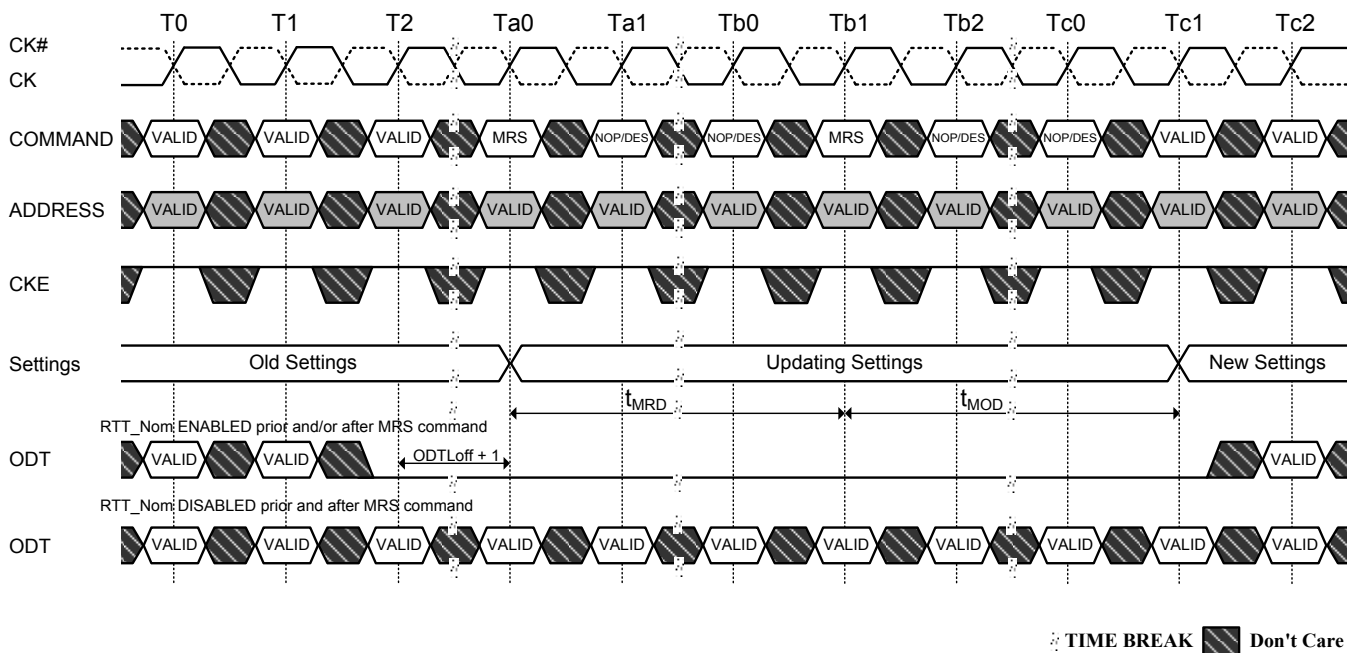 T0 T1 T2 Ta0 Ta1 Tb0 Tb1 Tb2 Tc0 Tc1 Tc2
CK#
CK
COMMAND VALID VALID VALID MRS NOP/DES NOP/DES MRS NOP/DES NOP/DES VALID VALID
ADDRESS VALID VALID VALID VALID VALID VALID VALID VALID VALID VALID VALID
CKE
Settings Old Settings Updating Settings New Settings
tMRD tMOD
RTT_Nom ENABLED prior and/or after MRS command
ODT VALID VALID ODTLoff + 1 VALID
RTT_Nom DISABLED prior and after MRS command
ODT VALID VALID VALID VALID VALID VALID VALID VALID VALID VALID VALID
TIME BREAK Don't Care